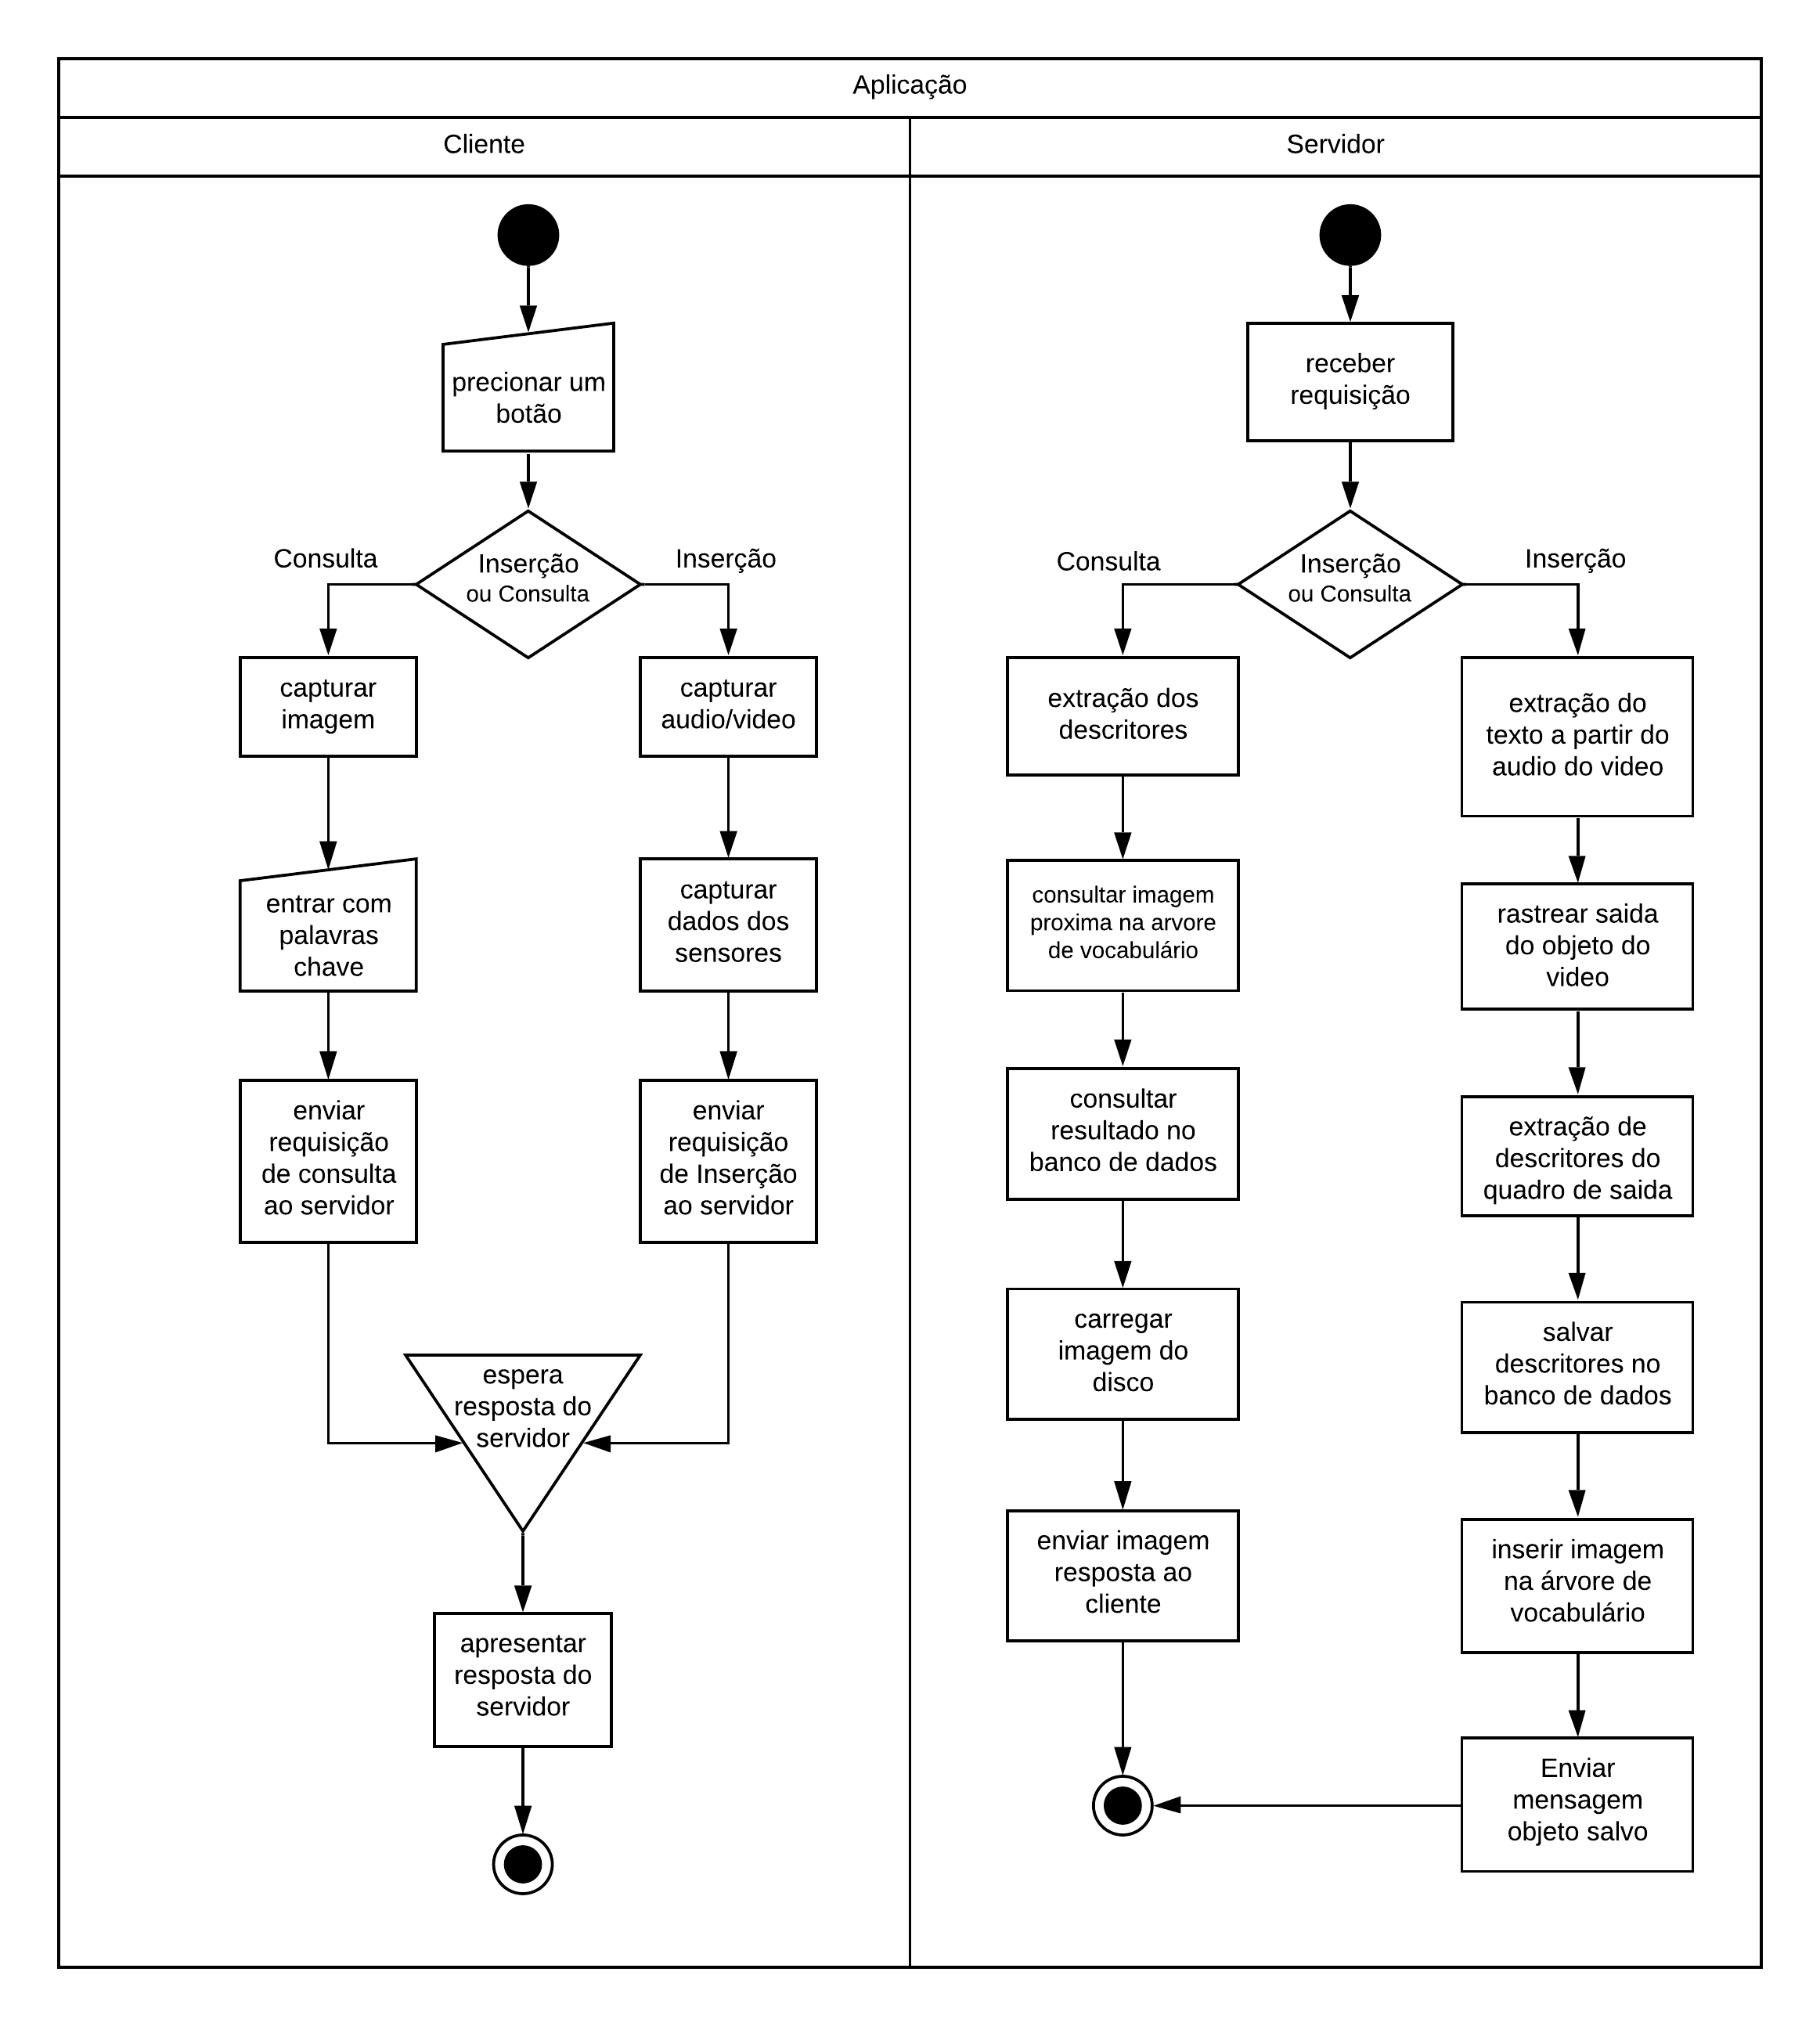 Aplicação
Cliente
Servidor
precionar um
botão
Consulta
Inserção
ou Consulta
Inserção
capturar
imagem
capturar
audio/video
entrar com
palavras
chave
capturar
dados dos
sensores
enviar
requisição
de consulta
ao servidor
enviar
requisição
de Inserção
ao servidor
espera
resposta do
servidor
apresentar
resposta do
servidor
receber
requisição
Consulta
Inserção
ou Consulta
Inserção
extração dos
descritores
consultar imagem
proxima na arvore
de vocabulário
consultar
resultado no
banco de dados
carregar
imagem do
disco
enviar imagem
resposta ao
cliente
extração do
texto a partir do
audio do video
rastrear saida
do objeto do
video
extração de
descritores do
quadro de saida
salvar
descritores no
banco de dados
inserir imagem
na árvore de
vocabulário
Enviar
mensagem
objeto salvo